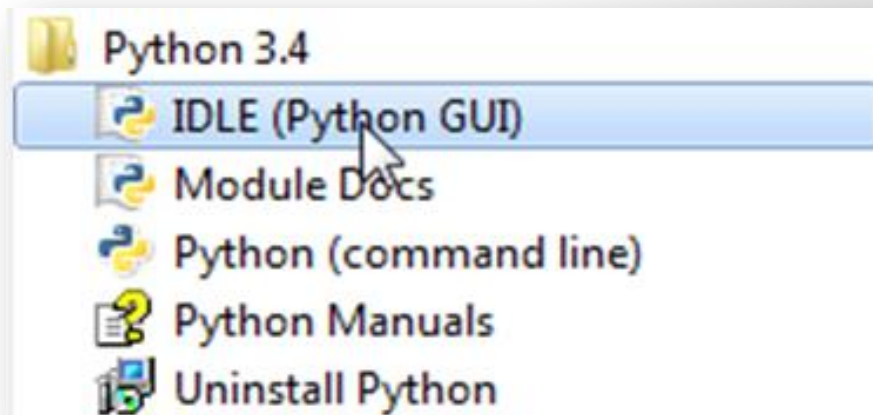 Python 3.4
IDLE (Python GUI)
Module Docs
Python (command line)
Python Manuals
Uninstall Python